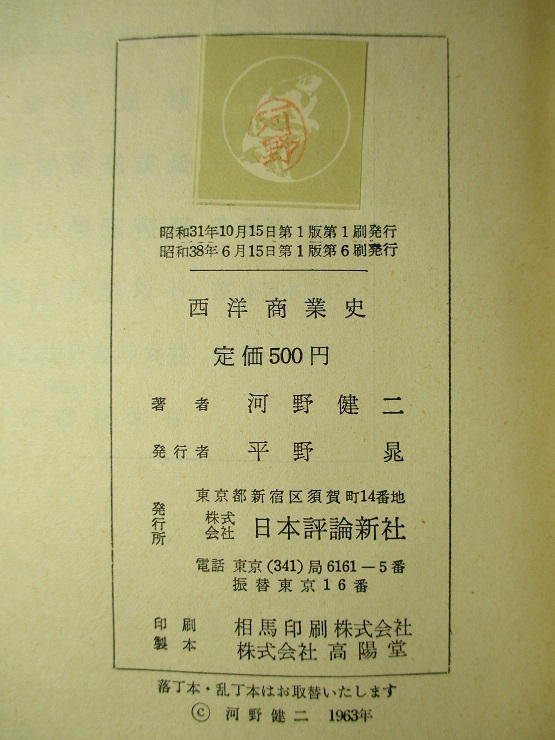 河野
昭和31年10月15日第1版第1刷発行
昭和38年6月15日第1版第6刷発行
西洋商業史
定価500円
著者 河野健二
発行者 平野晁
東京都新宿区須賀町14番地
発行所 株式会社 日本評論新社
電話 東京(341)局6161−5番
振替東京16番
印刷 相馬印刷株式会社
製本 株式会社高陽堂
落丁本・乱丁本はお取替いたします
© 河野健二 1963年